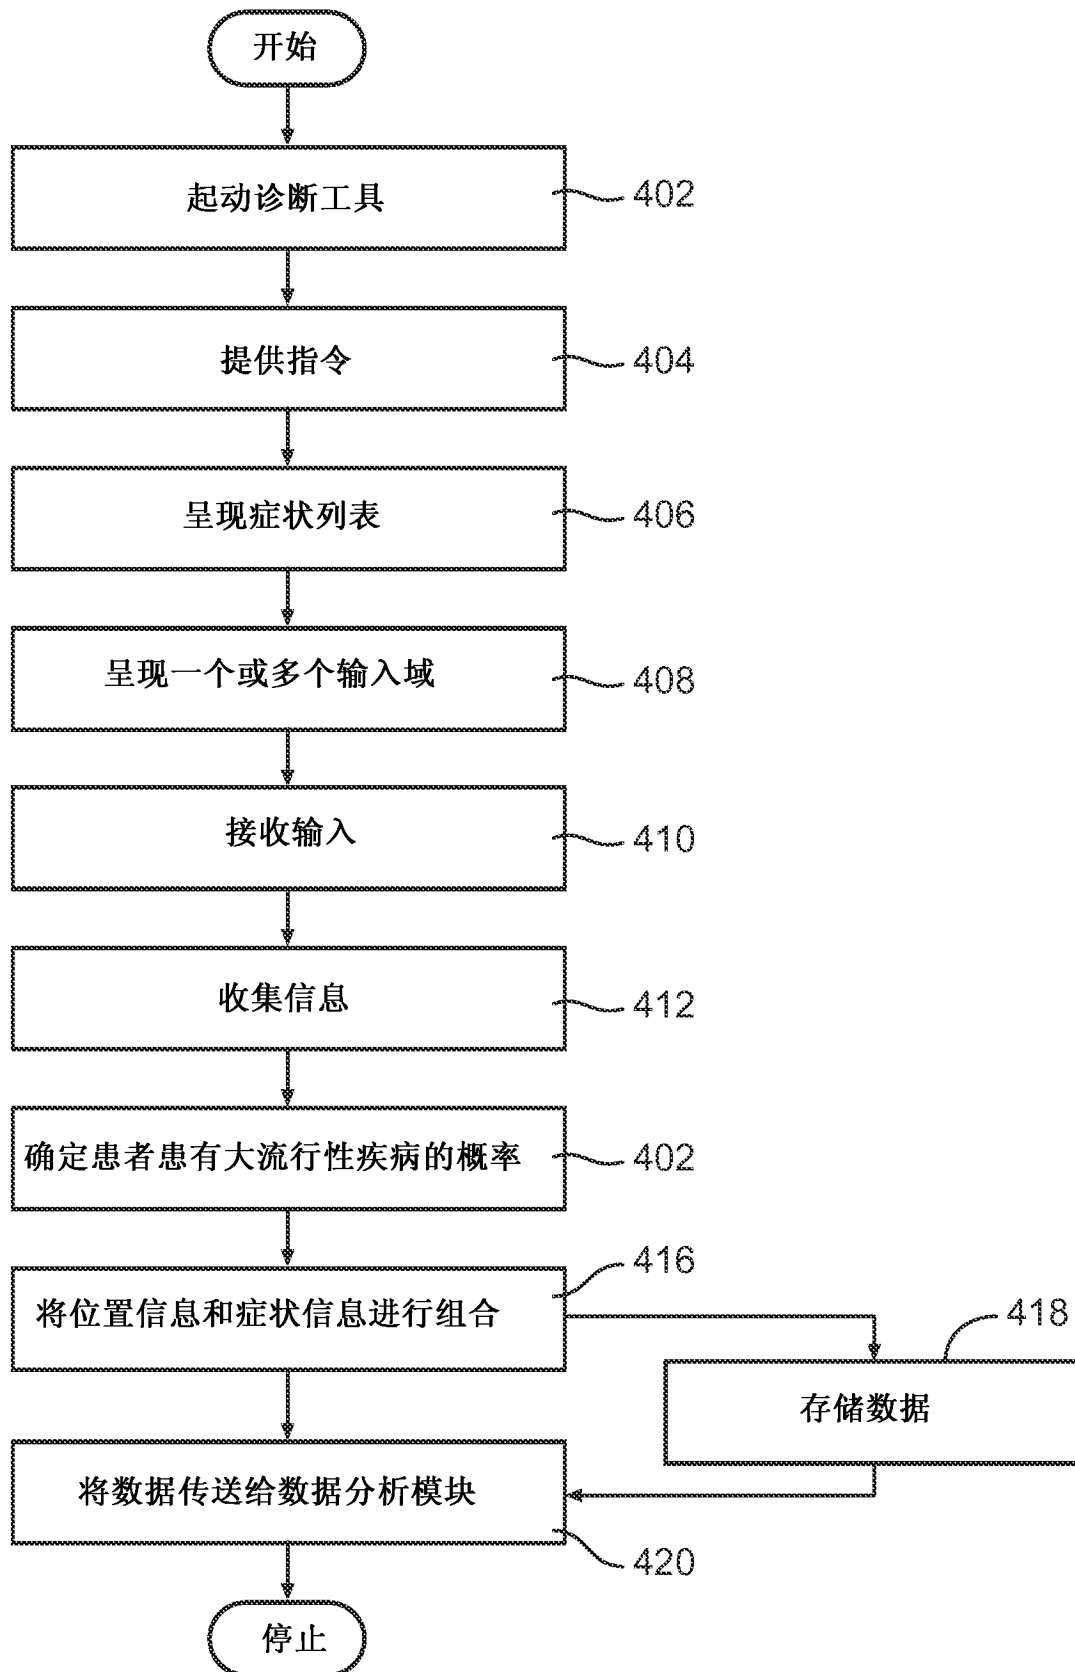 开始
起动诊断工具
402
提供指令
404
呈现症状列表
406
呈现一个或多个输入域
408
接收输入
410
收集信息
412
确定患者患有大流行性疾病的概率
402
416
将位置信息和症状信息进行组合
418
存储数据
将数据传送给数据分析模块
420
停止